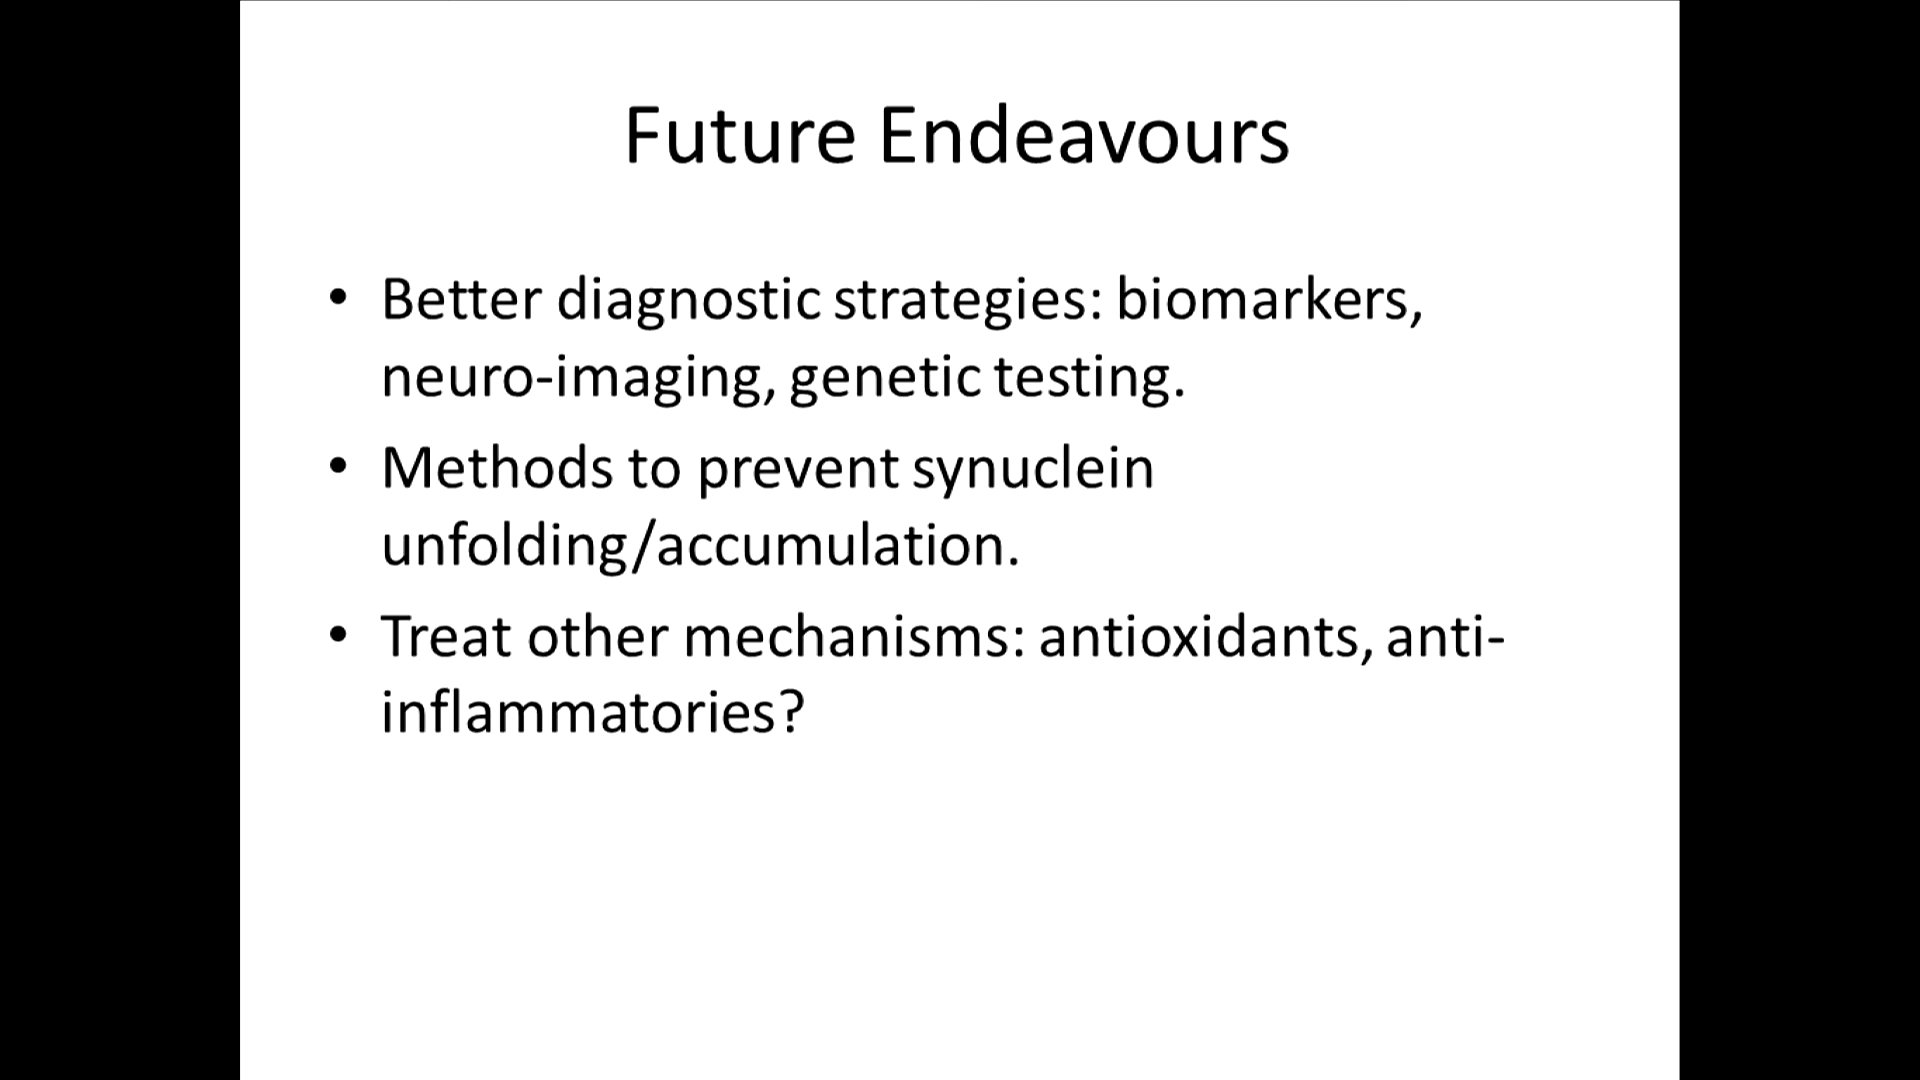 Future Endeavours
• Better diagnostic strategies: biomarkers,
neuro-imaging, genetic testing.
• Methods to prevent synuclein
unfolding/accumulation.
• Treat other mechanisms: antioxidants, anti-
inflammatories?